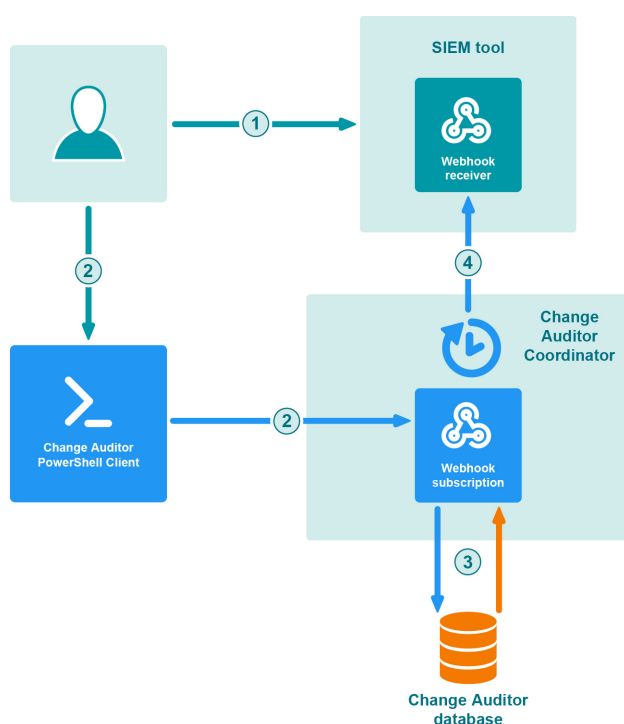 SIEM tool
1
Webhook
receiver
2
4
Change
Auditor
Coordinator
Change Auditor
PowerShell Client
2
Webhook
subscription
3
Change Auditor
database